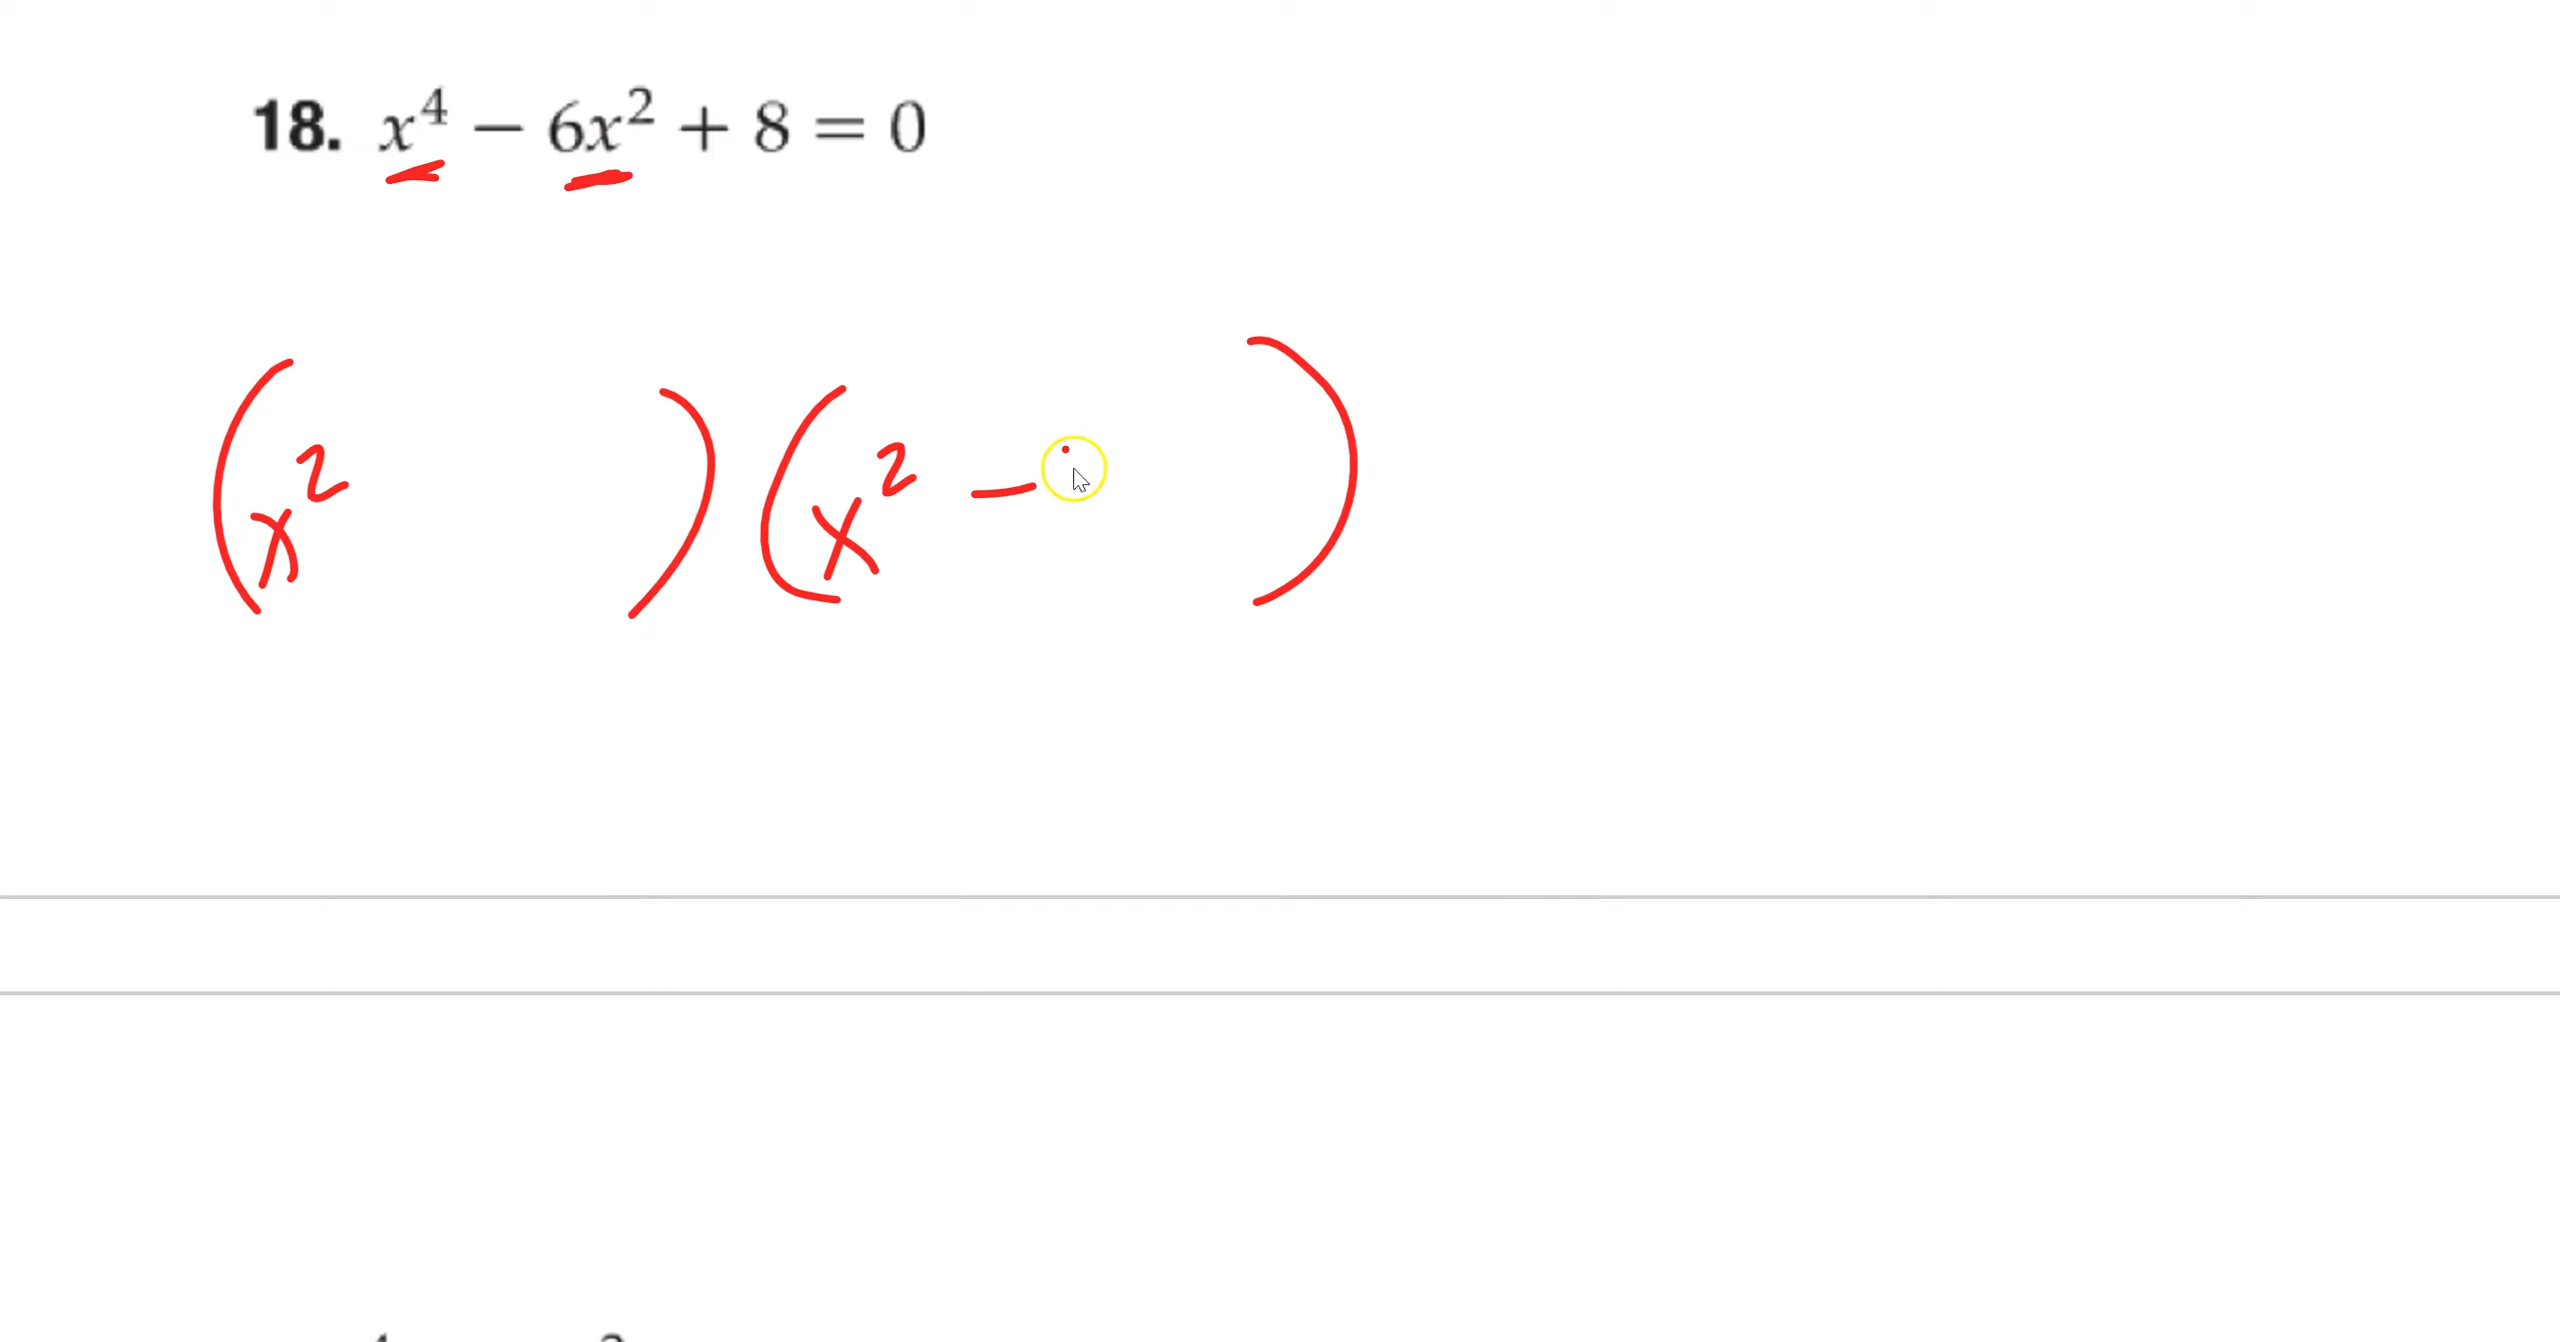 18. x⁴ − 6x² + 8 = 0
(x² )(x² − )